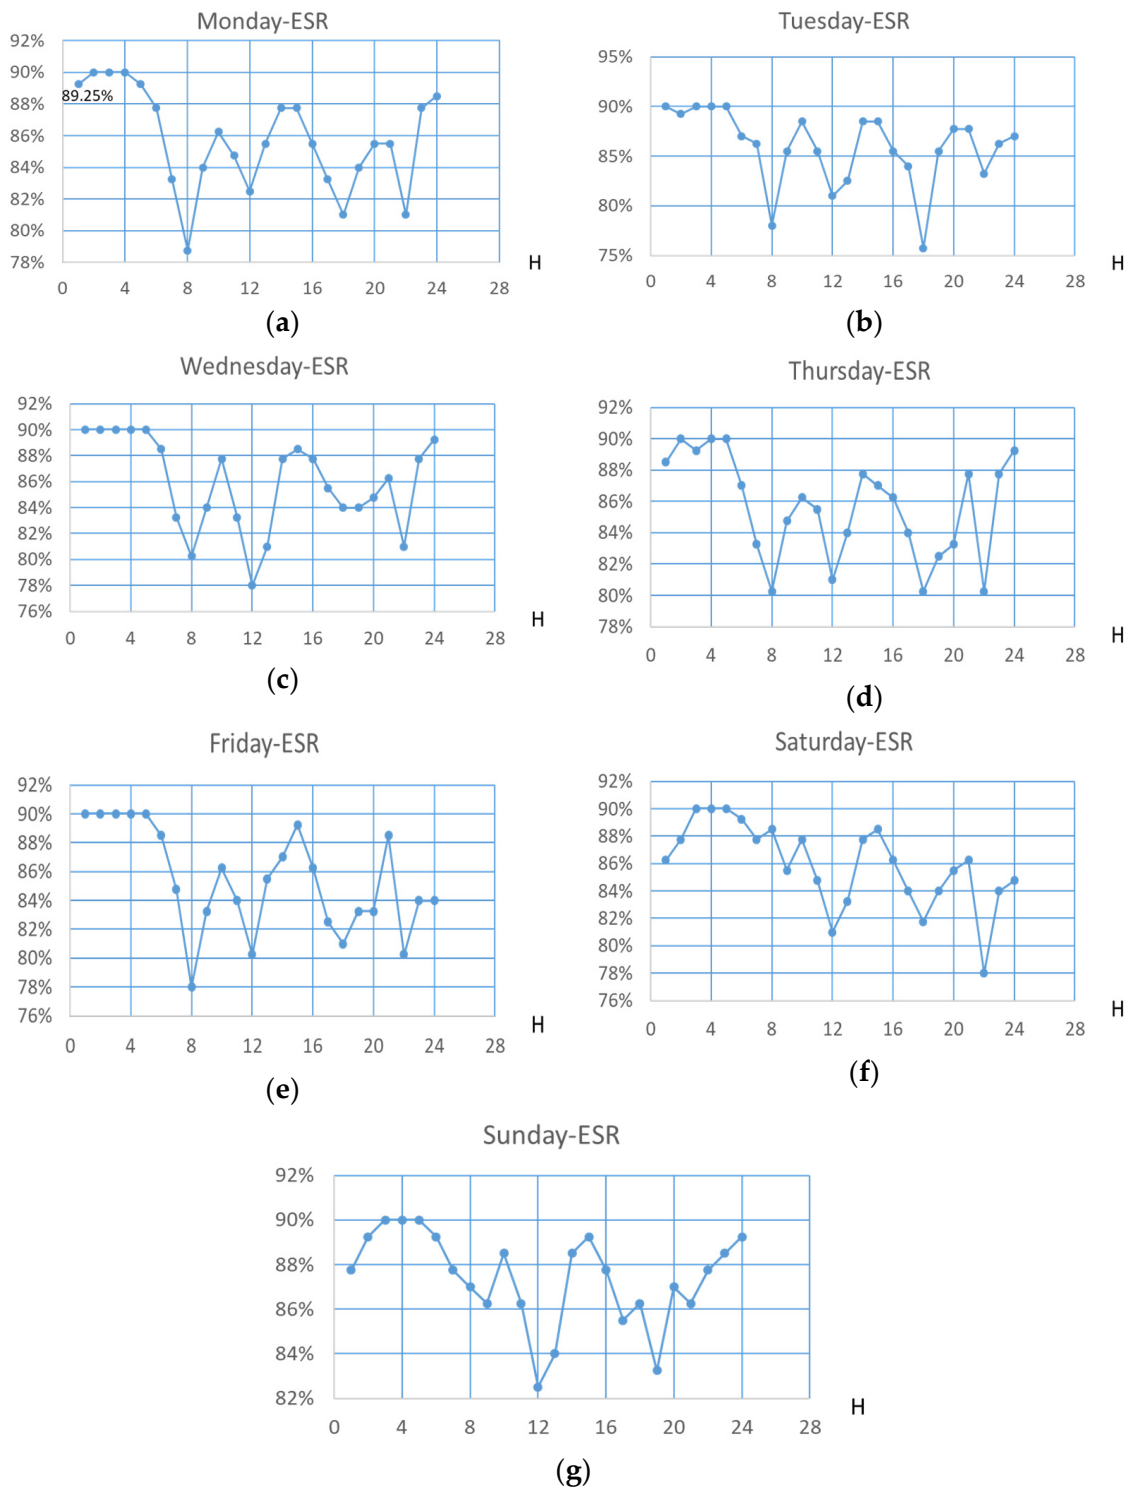 Monday-ESR
92%
90%
89.25%
88%
86%
84%
82%
80%
78%
H
0 4 8 12 16 20 24 28
(a)
Tuesday-ESR
95%
90%
85%
80%
75%
H
0 4 8 12 16 20 24 28
(b)
Wednesday-ESR
92%
90%
88%
86%
84%
82%
80%
78%
76%
H
0 4 8 12 16 20 24 28
(c)
Thursday-ESR
92%
90%
88%
86%
84%
82%
80%
78%
H
0 4 8 12 16 20 24 28
(d)
Friday-ESR
92%
90%
88%
86%
84%
82%
80%
78%
76%
H
0 4 8 12 16 20 24 28
(e)
Saturday-ESR
92%
90%
88%
86%
84%
82%
80%
78%
76%
H
0 4 8 12 16 20 24 28
(f)
Sunday-ESR
92%
90%
88%
86%
84%
82%
H
0 4 8 12 16 20 24 28
(g)